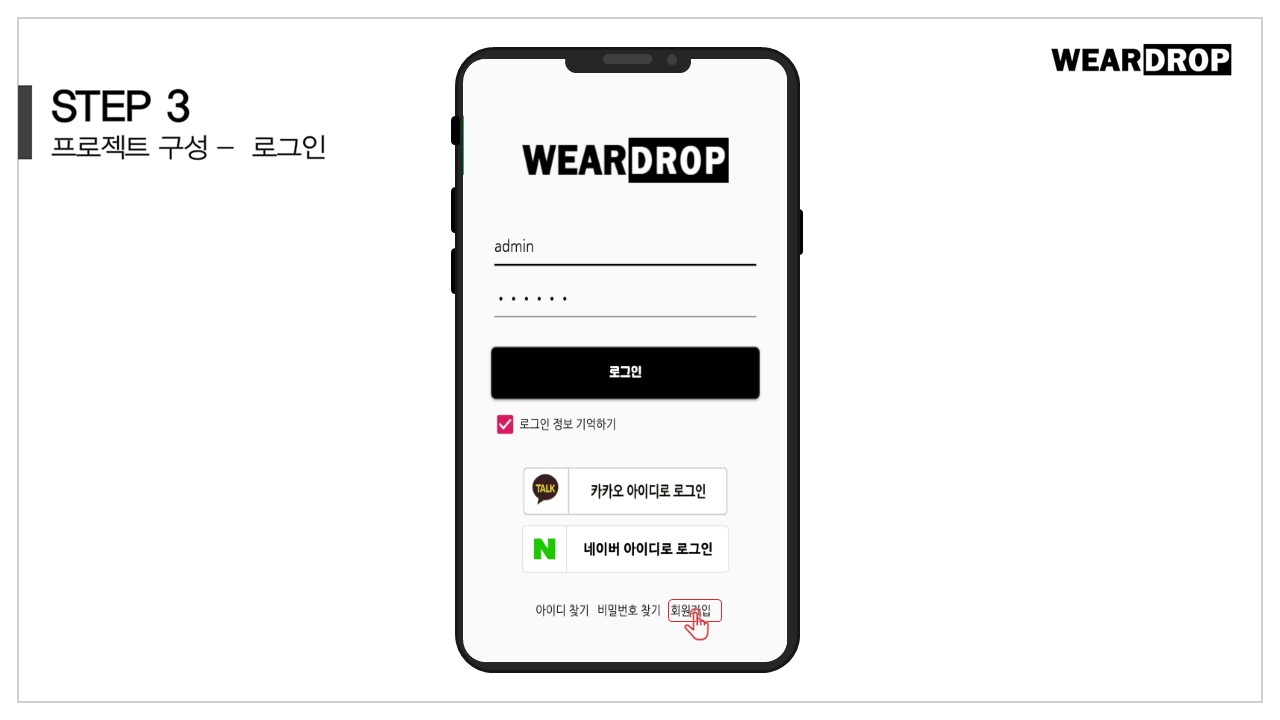 WEARDROP
STEP 3
프로젝트 구성 – 로그인
WEARDROP
admin
••••••
로그인
로그인 정보 기억하기
TALK 카카오 아이디로 로그인
N 네이버 아이디로 로그인
아이디 찾기 비밀번호 찾기 회원가입